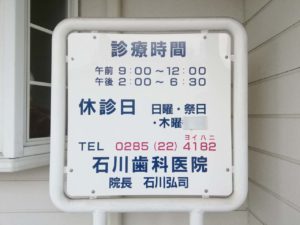 診療時間
午前 9:00～12:00
午後 2:00～6:30
休診日 日曜・祭日
・木曜
ヨイハニ
TEL 0285 (22) 4182
石川歯科医院
院長 石川弘司